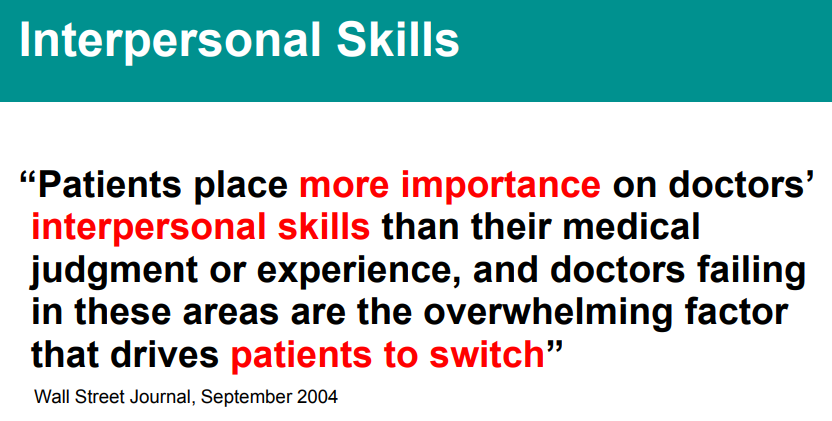 Interpersonal Skills
“Patients place more importance on doctors’
interpersonal skills than their medical
judgment or experience, and doctors failing
in these areas are the overwhelming factor
that drives patients to switch”
Wall Street Journal, September 2004